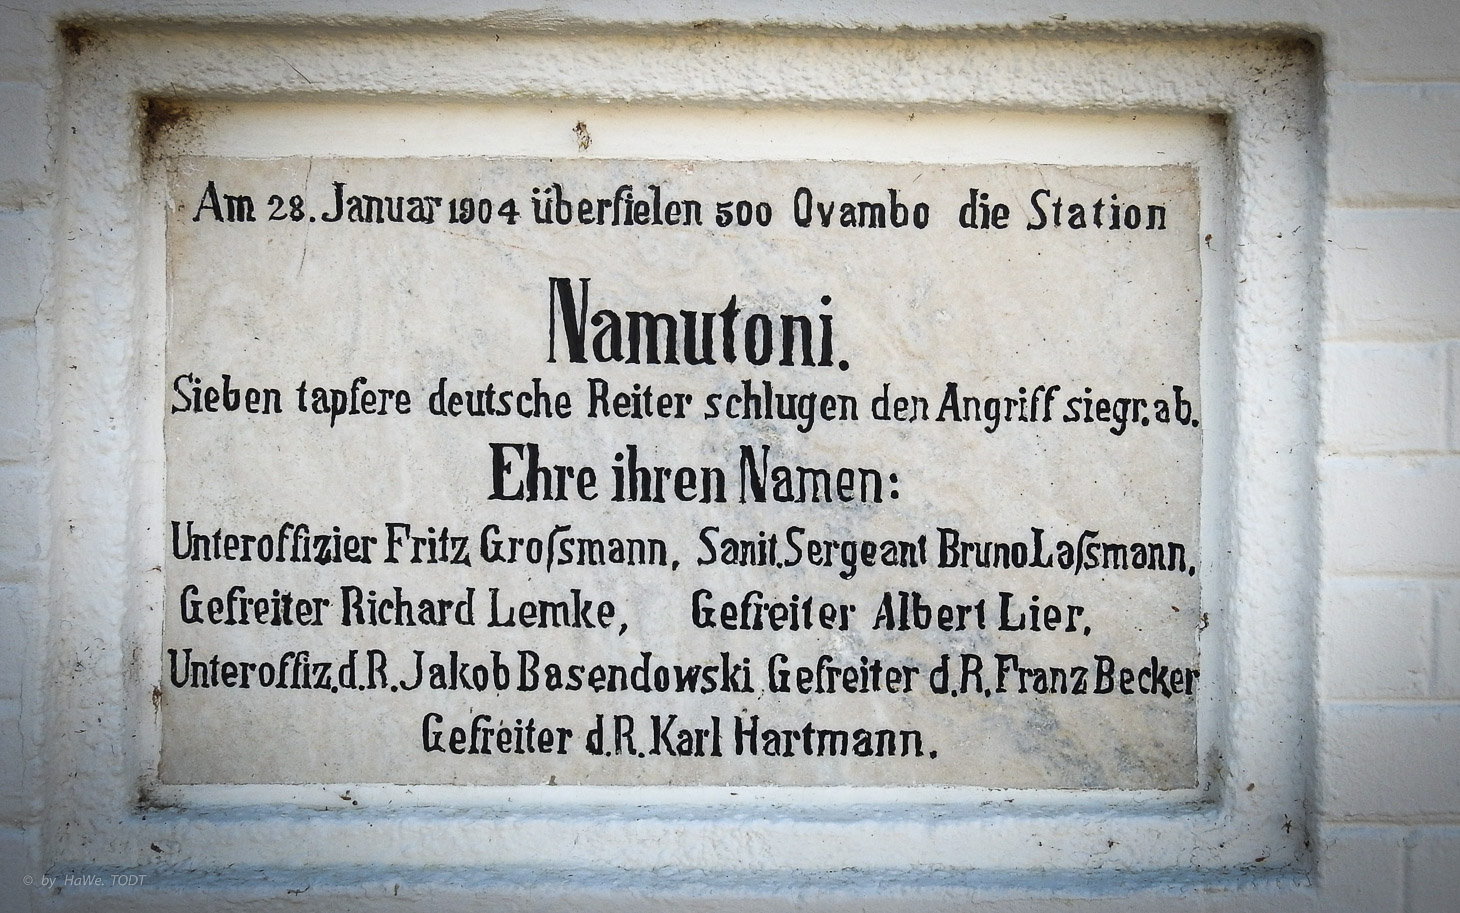 Am 28. Januar 1904 überfielen 500 Ovambo die Station
Namutoni.
Sieben tapfere deutsche Reiter schlugen den Angriff siegr. ab.
Ehre ihren Namen:
Unteroffizier Fritz Groſsmann, Sanit. Sergeant Bruno Laſsmann,
Gefreiter Richard Lemke, Gefreiter Albert Lier,
Unteroffiz. d. R. Jakob Basendowski Gefreiter d. R. Franz Becker
Gefreiter d. R. Karl Hartmann.
© by HaWe. TODT